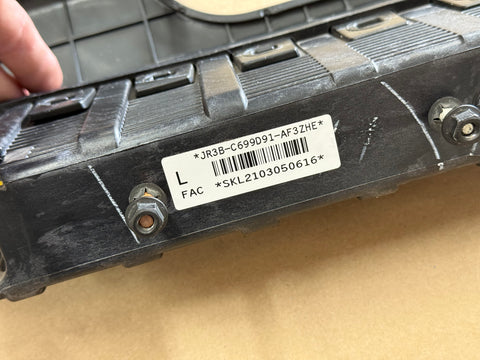 *JR3B-C699D91-AF3ZHE*
L
FAC *SKL2103050616*